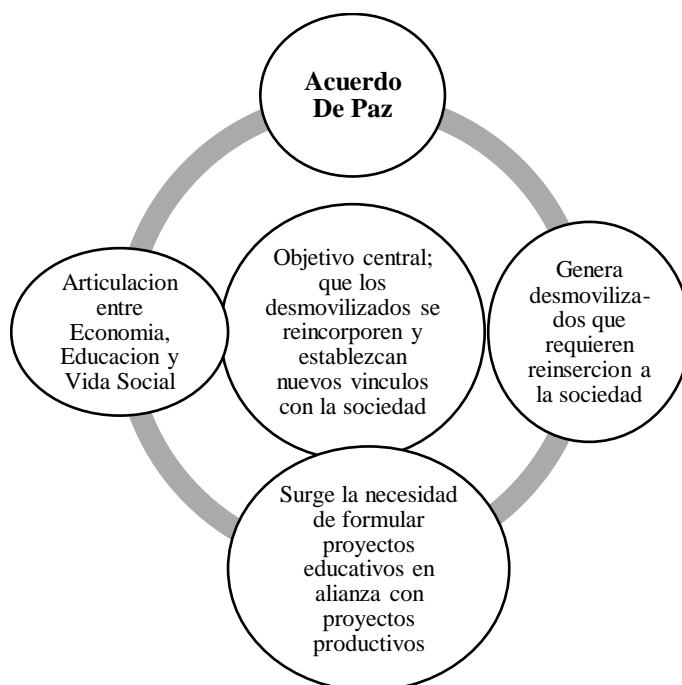 Acuerdo
De Paz
Articulacion
entre
Economia,
Educacion y
Vida Social
Objetivo central;
que los
desmovilizados se
reincorporen y
establezcan
nuevos vinculos
con la sociedad
Genera
desmoviliza-
dos que
requieren
reinsercion a
la sociedad
Surge la necesidad
de formular
proyectos
educativos en
alianza con
proyectos
productivos